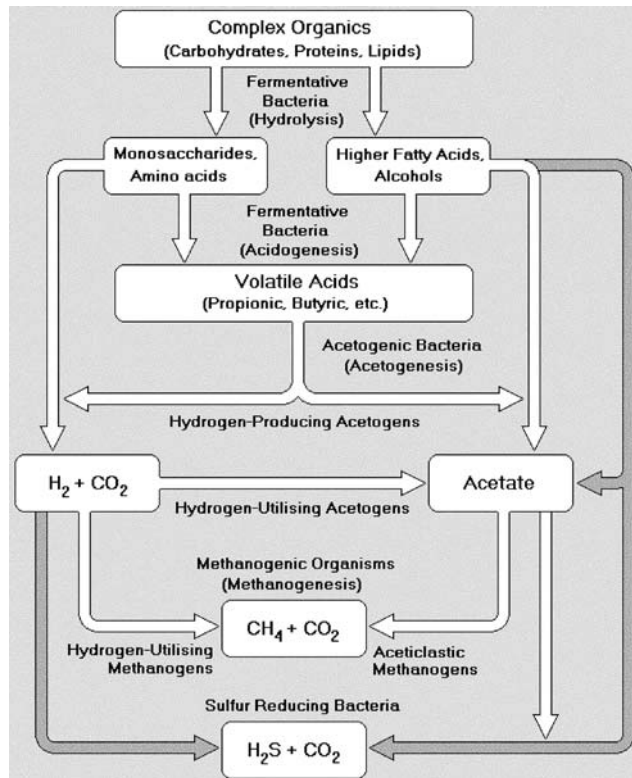 Complex Organics
(Carbohydrates, Proteins, Lipids)
Fermentative
Bacteria
(Hydrolysis)
Monosaccharides,
Amino acids
Higher Fatty Acids,
Alcohols
Fermentative
Bacteria
(Acidogenesis)
Volatile Acids
(Propionic, Butyric, etc.)
Acetogenic Bacteria
(Acetogenesis)
Hydrogen-Producing Acetogens
H₂ + CO₂
Acetate
Hydrogen-Utilising Acetogens
Methanogenic Organisms
(Methanogenesis)
CH₄ + CO₂
Hydrogen-Utilising
Methanogens
Aceticlastic
Methanogens
Sulfur Reducing Bacteria
H₂S + CO₂